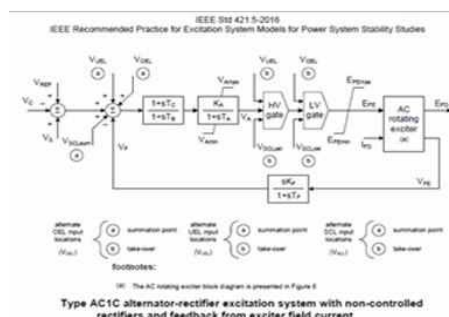 IEEE Std 421.5-2016
IEEE Recommended Practice for Excitation System Models for Power System Stability Studies
VUEL
VOEL
a
a
VREF
VC
Σ
Σ
VS
a
VF
1+sTC
1+sTB
VAmax
KA
1+sTA
VAmin
VA
VUEL
VOEL
b
b
HV
gate
LV
gate
b
b
EFEmax
EFEmin
EFE
AC
rotating
exciter
EFD
IFD
VFE
sKF
1+sTF
alternate
OEL input
locations
a
summation point
b
take-over
alternate
UEL input
locations
a
summation point
b
take-over
alternate
SCL input
locations
a
summation point
b
take-over
footnotes:
(a) The AC rotating exciter block diagram is presented in Figure 8
Type AC1C alternator-rectifier excitation system with non-controlled
rectifiers and feedback from exciter field current